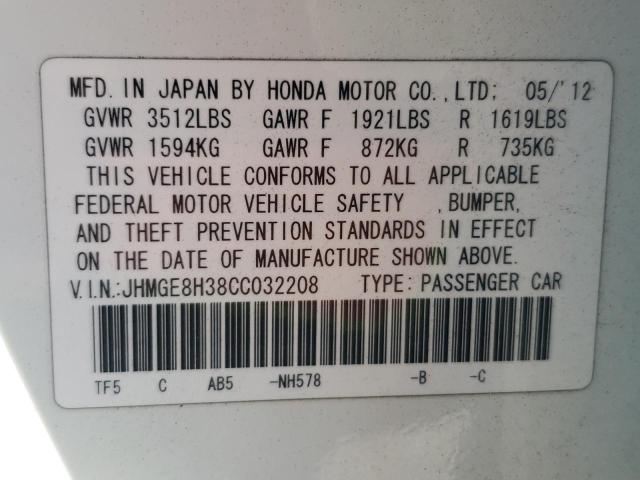 MFD. IN JAPAN BY HONDA MOTOR CO., LTD; 05/'12
GVWR 3512LBS GAWR F 1921LBS R 1619LBS
GVWR 1594KG GAWR F 872KG R 735KG
THIS VEHICLE CONFORMS TO ALL APPLICABLE
FEDERAL MOTOR VEHICLE SAFETY , BUMPER,
AND THEFT PREVENTION STANDARDS IN EFFECT
ON THE DATE OF MANUFACTURE SHOWN ABOVE.
V.I.N.:JHMGE8H38CC032208 TYPE: PASSENGER CAR
TF5 C AB5 -NH578 -B -C